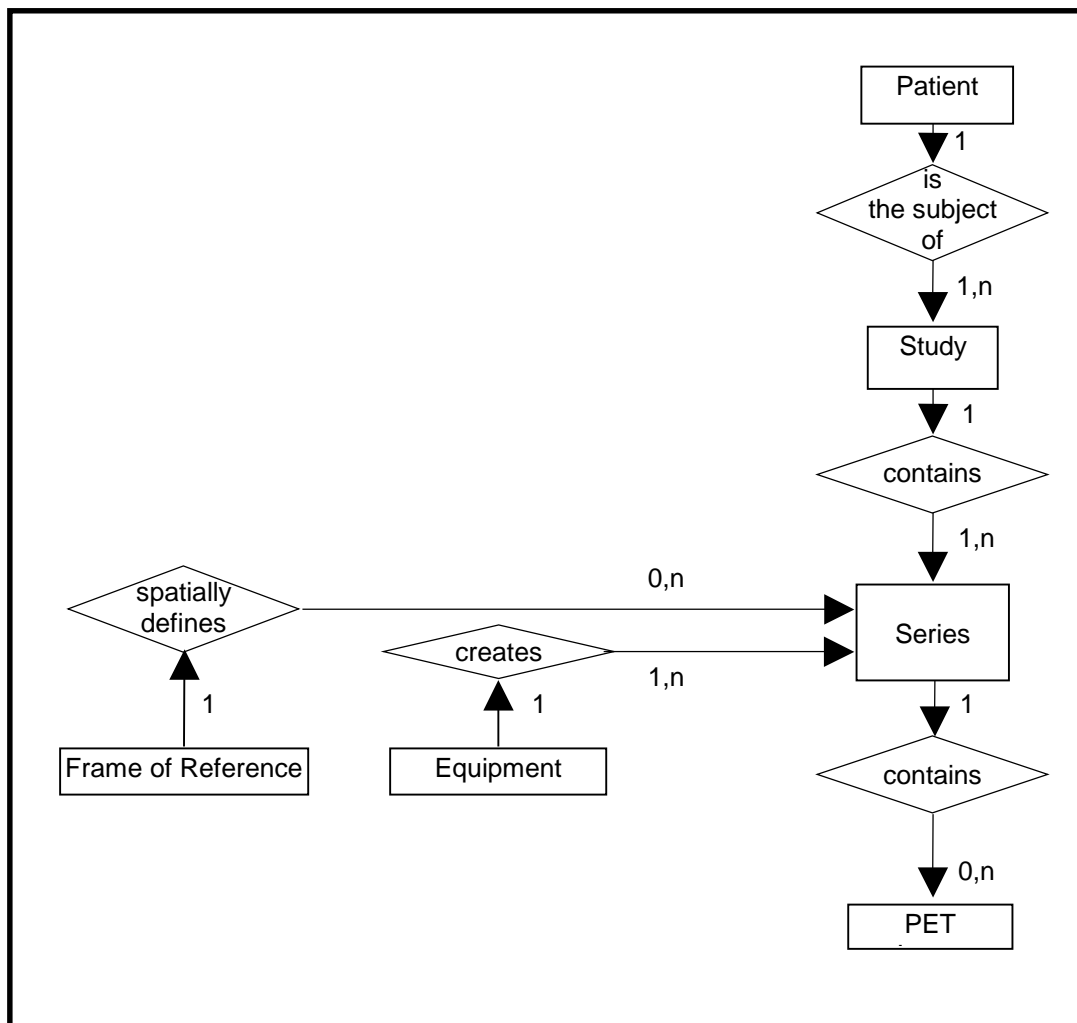 Patient
1
is
the subject
of
1,n
Study
1
contains
1,n
spatially
defines
0,n
Series
creates
1,n
1
1
1
Frame of Reference
Equipment
contains
0,n
PET